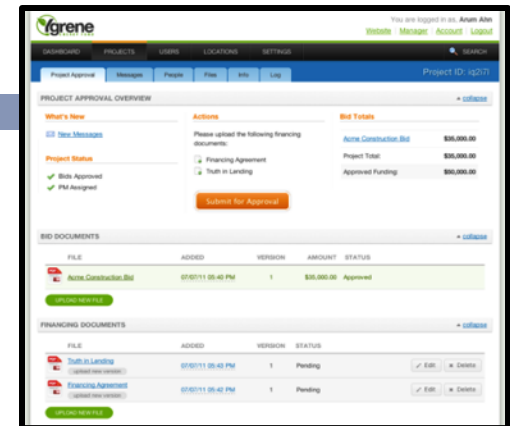 Ygrene
You are logged in as, Arum Ahn
Website | Manager | Account | Logout
DASHBOARD PROJECTS USERS LOCATIONS SETTINGS SEARCH
Project Approval Messages People Files Info Log Project ID: iq2i7l
PROJECT APPROVAL OVERVIEW collapse
What's New Actions Bid Totals
New Messages Please upload the following financing documents: Acme Construction Bid $35,000.00
Project Status Financing Agreement Project Total: $35,000.00
Bids Approved Truth in Lending Approved Funding: $50,000.00
PM Assigned
Submit for Approval
BID DOCUMENTS collapse
FILE ADDED VERSION AMOUNT STATUS
Acme Construction Bid 07/07/11 05:40 PM 1 $35,000.00 Approved
UPLOAD NEW FILE
FINANCING DOCUMENTS collapse
FILE ADDED VERSION STATUS
Truth in Lending 07/07/11 05:43 PM 1 Pending Edit Delete
upload new version
Financing Agreement 07/07/11 05:42 PM 1 Pending Edit Delete
upload new version
UPLOAD NEW FILE